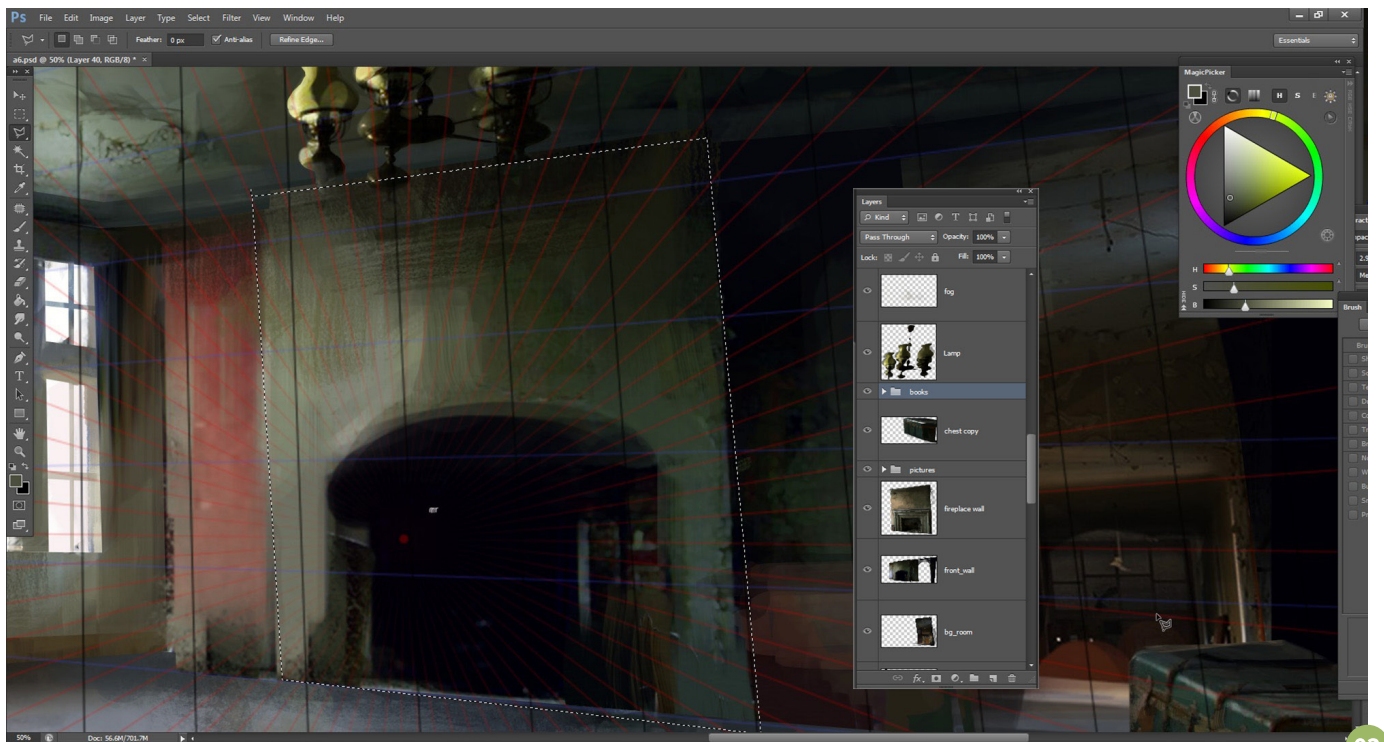 Ps File Edit Image Layer Type Select Filter View Window Help
Feather: 0 px Anti-alias Refine Edge... Essentials
a6.psd @ 50% (Layer 40, RGB/8) * ×
MagicPicker
H S
Layers
Kind
Pass Through Opacity: 100%
Lock: Fill: 100%
fog
Lamp
books
chest copy
pictures
fireplace wall
front_wall
bg_room
fx
H
S
B
Brush
50% Doc: 56.6M/701.7M